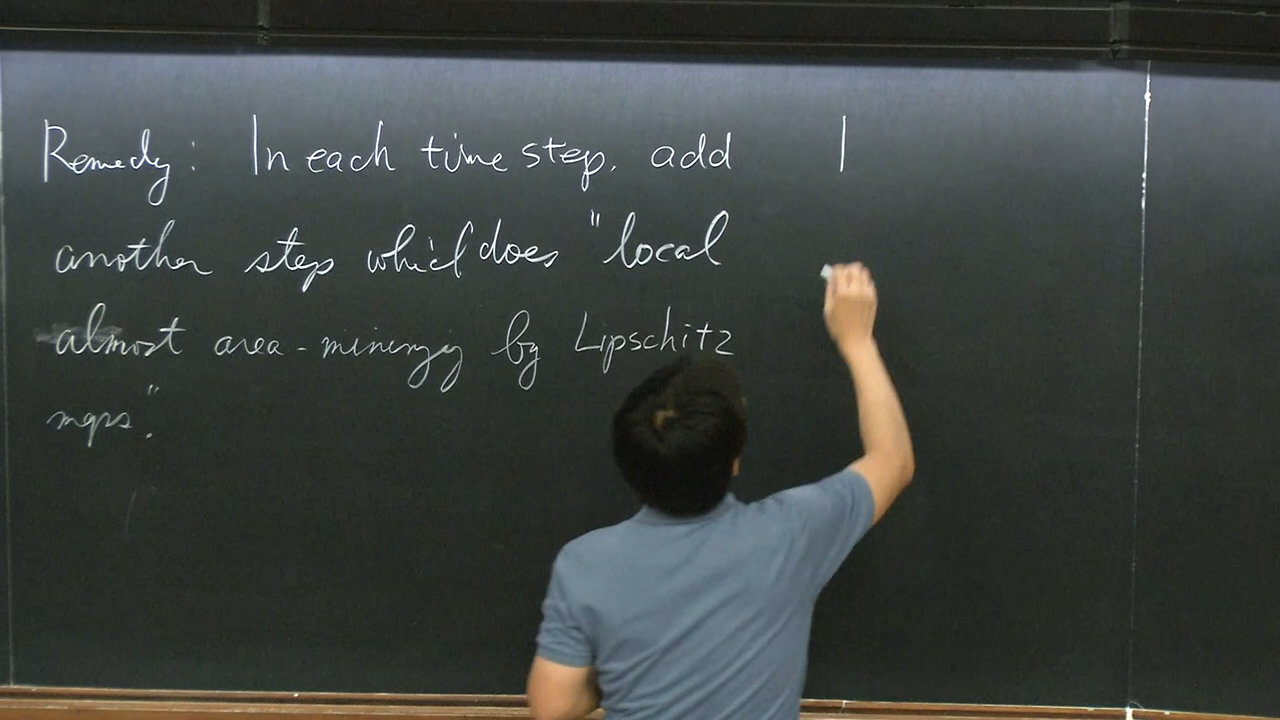 Remedy: In each time step, add
another step which does "local
almost area-minimizing by Lipschitz
maps."